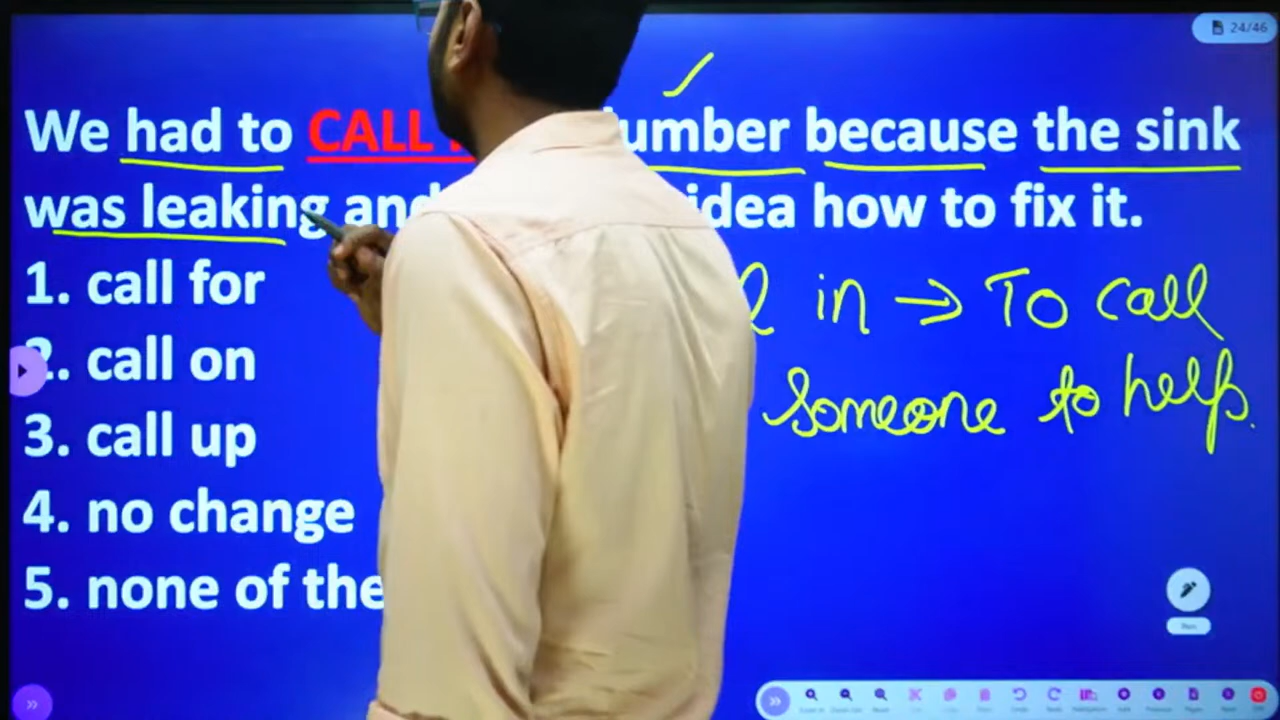 24/46
We had to CALL umber because the sink
was leaking and idea how to fix it.
1. call for
2. call on
3. call up
4. no change
5. none of the
in → To call
someone to help.